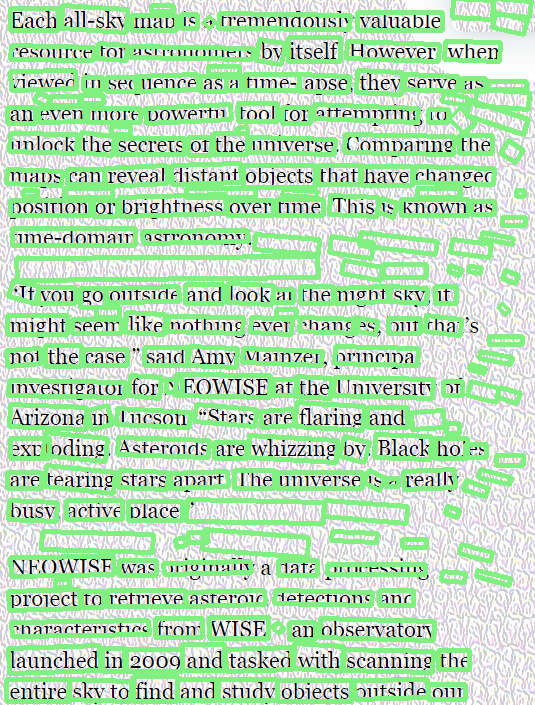 Each all-sky map is a tremendously valuable
resource for astronomers by itself. However, when
viewed in sequence as a time-lapse, they serve as
an even more powerful tool for attempting to
unlock the secrets of the universe. Comparing the
maps can reveal distant objects that have changed
position or brightness over time. This is known as
time-domain astronomy.
“If you go outside and look at the night sky, it
might seem like nothing ever changes, but that’s
not the case,” said Amy Mainzer, principal
investigator for NEOWISE at the University of
Arizona in Tucson. “Stars are flaring and
exploding. Asteroids are whizzing by. Black holes
are tearing stars apart. The universe is a really
busy, active place.”
NEOWISE was originally a data processing
project to retrieve asteroid detections and
characteristics from WISE – an observatory
launched in 2009 and tasked with scanning the
entire sky to find and study objects outside our